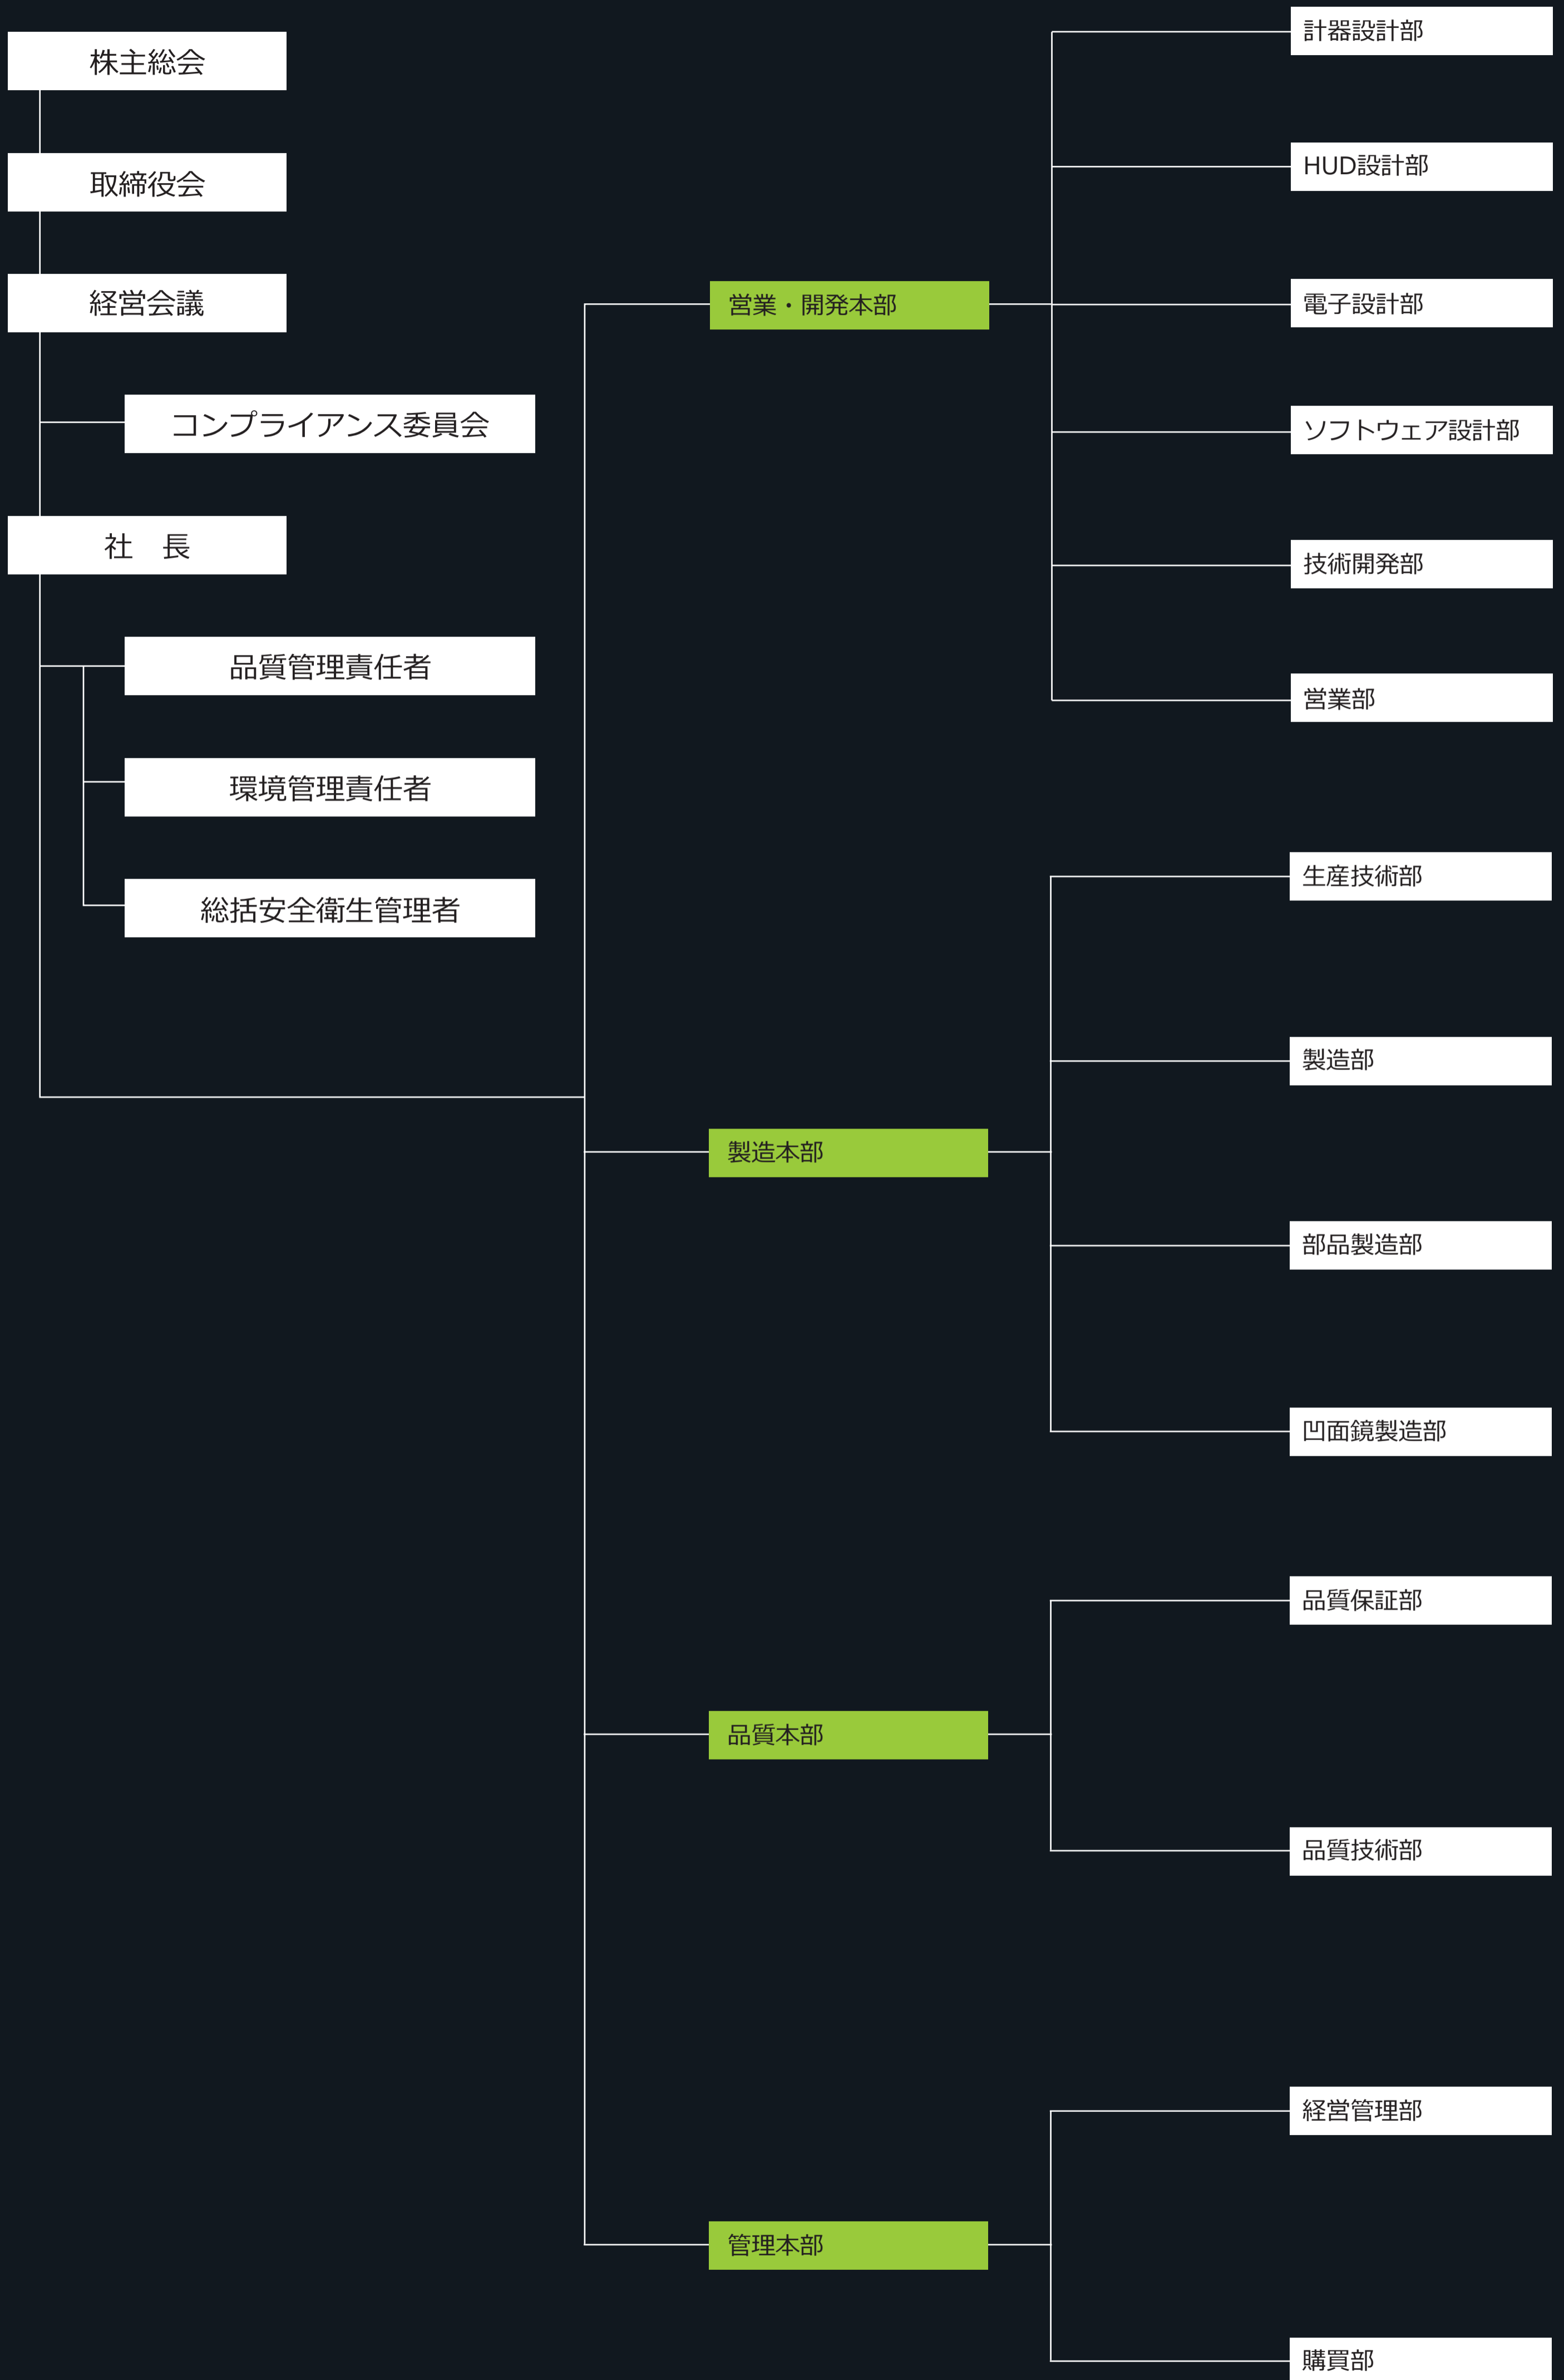 株主総会
取締役会
経営会議
コンプライアンス委員会
社　長
品質管理責任者
環境管理責任者
総括安全衛生管理者
営業・開発本部
計器設計部
HUD設計部
電子設計部
ソフトウェア設計部
技術開発部
営業部
製造本部
生産技術部
製造部
部品製造部
凹面鏡製造部
品質本部
品質保証部
品質技術部
管理本部
経営管理部
購買部